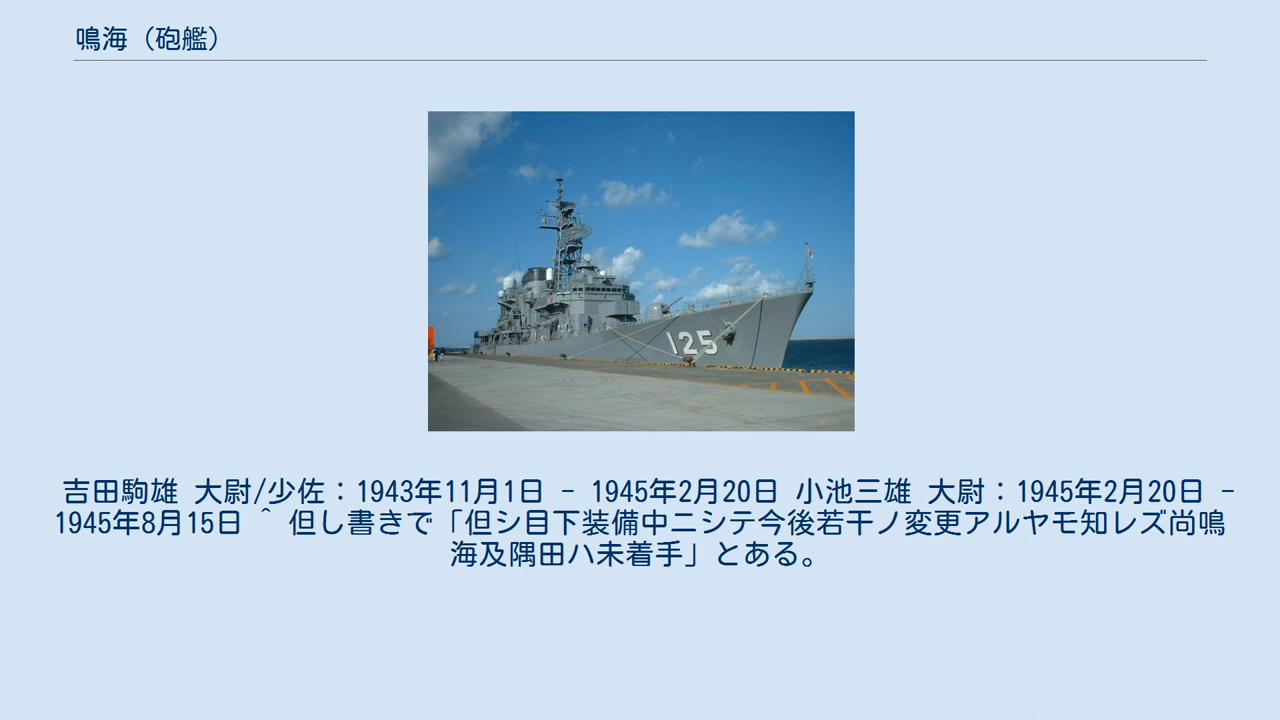 鳴海（砲艦）
125
吉田駒雄 大尉/少佐：1943年11月1日 - 1945年2月20日 小池三雄 大尉：1945年2月20日 -
1945年8月15日 ^ 但し書きで「但シ目下装備中ニシテ今後若干ノ変更アルヤモ知レズ尚鳴
海及隅田ハ未着手」とある。